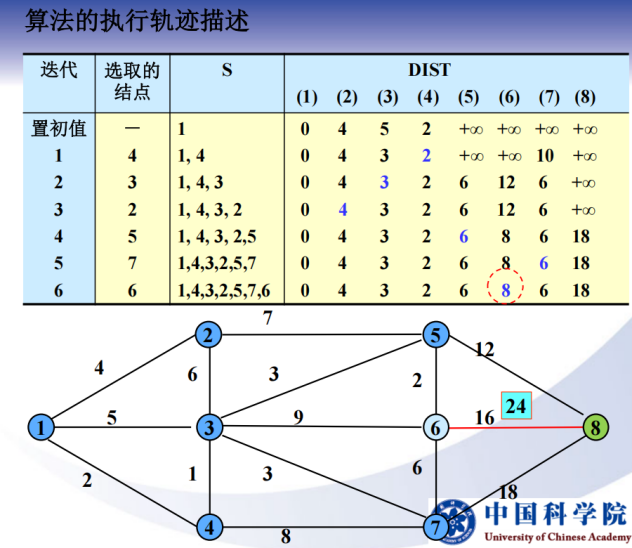 算法的执行轨迹描述
迭代 选取的结点 S DIST
(1) (2) (3) (4) (5) (6) (7) (8)
置初值 — 1 0 4 5 2 +∞ +∞ +∞ +∞
1 4 1, 4 0 4 3 2 +∞ +∞ 10 +∞
2 3 1, 4, 3 0 4 3 2 6 12 6 +∞
3 2 1, 4, 3, 2 0 4 3 2 6 12 6 +∞
4 5 1, 4, 3, 2,5 0 4 3 2 6 8 6 18
5 7 1,4,3,2,5,7 0 4 3 2 6 8 6 18
6 6 1,4,3,2,5,7,6 0 4 3 2 6 8 6 18
7
2 5
12
4 6 3 2
24
5 9 16
1 3 6 8
2 1 3 6
18
4 8 7
中国科学院
University of Chinese Academy